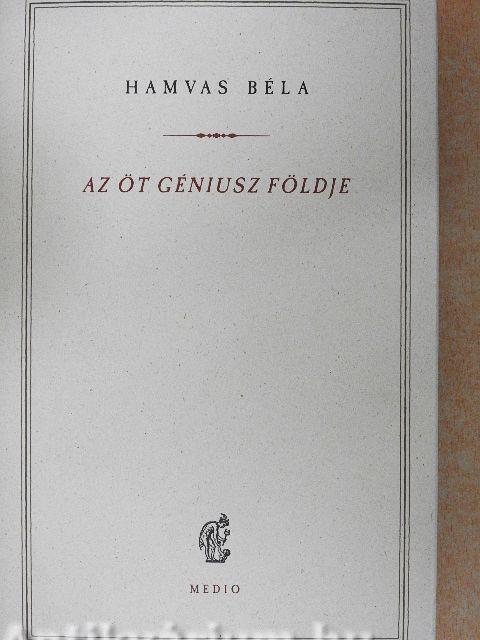 HAMVAS BÉLA
AZ ÖT GÉNIUSZ FÖLDJE
MEDIO